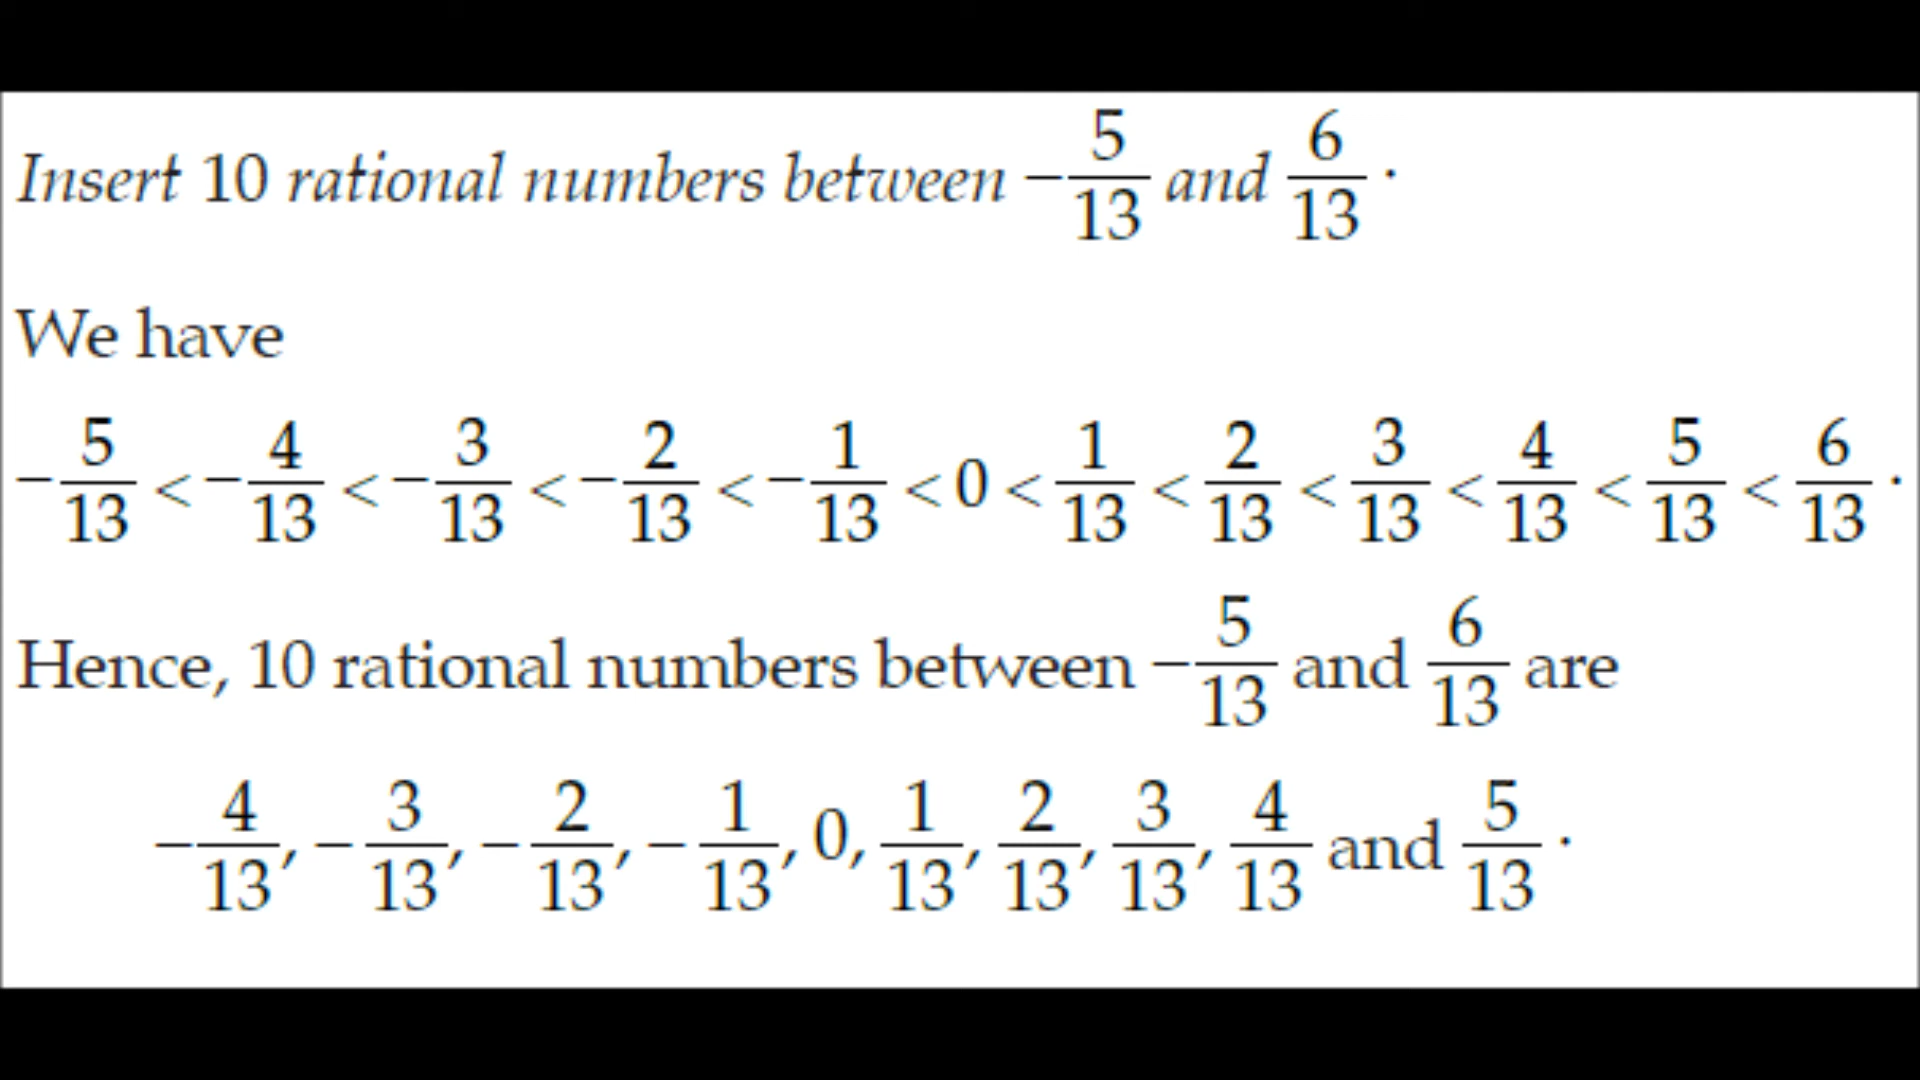 Insert 10 rational numbers between −5/13 and 6/13 ·
We have
−5/13 < −4/13 < −3/13 < −2/13 < −1/13 < 0 < 1/13 < 2/13 < 3/13 < 4/13 < 5/13 < 6/13 ·
Hence, 10 rational numbers between −5/13 and 6/13 are
−4/13, −3/13, −2/13, −1/13, 0, 1/13, 2/13, 3/13, 4/13 and 5/13 ·